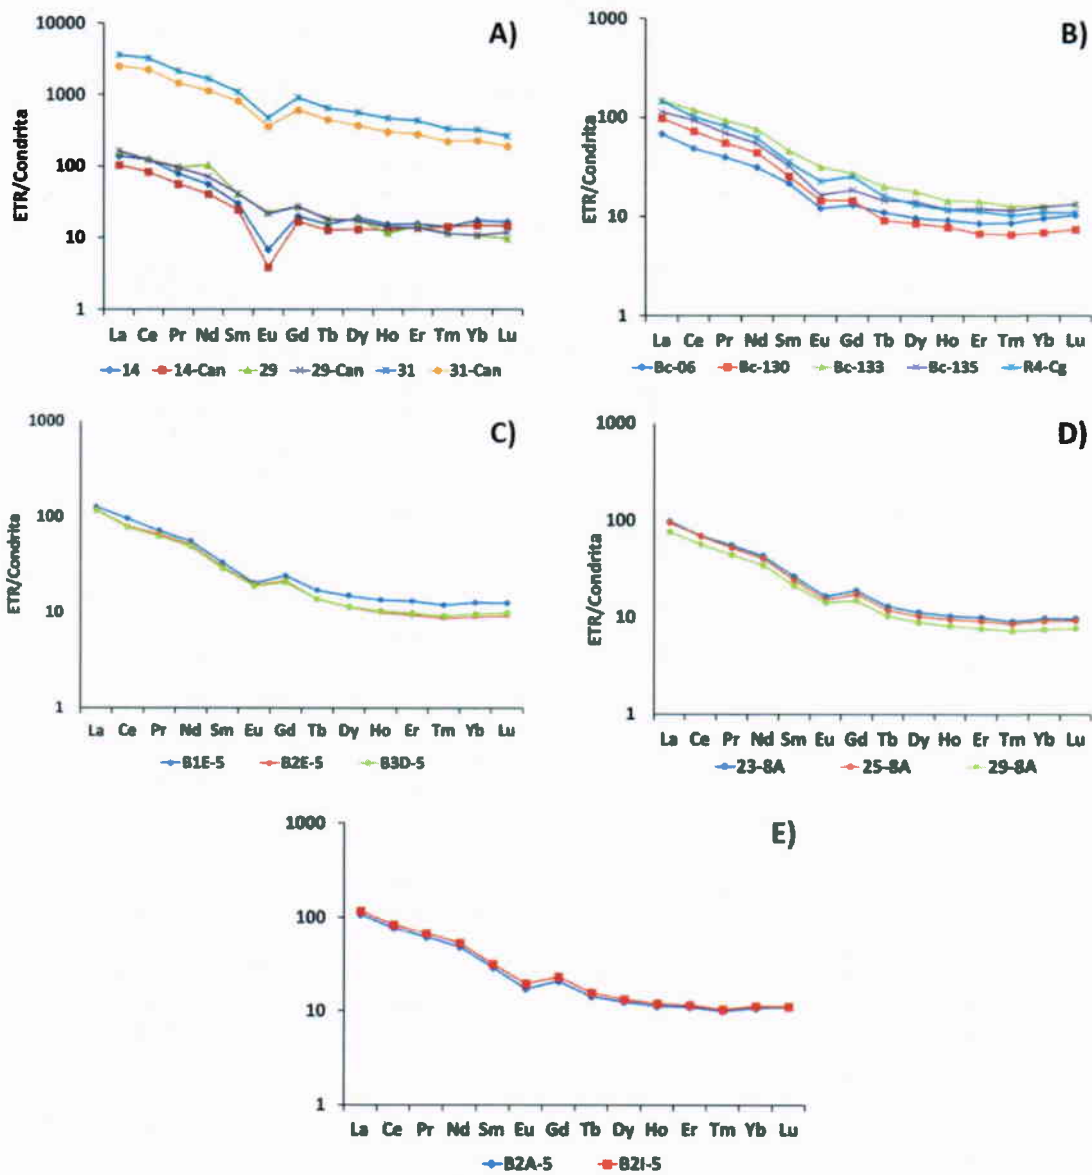 A)
ETR/Condrita
10000
1000
100
10
1
La Ce Pr Nd Sm Eu Gd Tb Dy Ho Er Tm Yb Lu
14 14-Can 29 29-Can 31 31-Can
B)
ETR/Condrita
1000
100
10
1
La Ce Pr Nd Sm Eu Gd Tb Dy Ho Er Tm Yb Lu
Bc-06 Bc-130 Bc-133 Bc-135 R4-Cg
C)
ETR/Condrita
1000
100
10
1
La Ce Pr Nd Sm Eu Gd Tb Dy Ho Er Tm Yb Lu
B1E-5 B2E-5 B3D-5
D)
ETR/Condrita
1000
100
10
1
La Ce Pr Nd Sm Eu Gd Tb Dy Ho Er Tm Yb Lu
23-8A 25-8A 29-8A
E)
1000
100
10
1
La Ce Pr Nd Sm Eu Gd Tb Dy Ho Er Tm Yb Lu
B2A-5 B2I-5